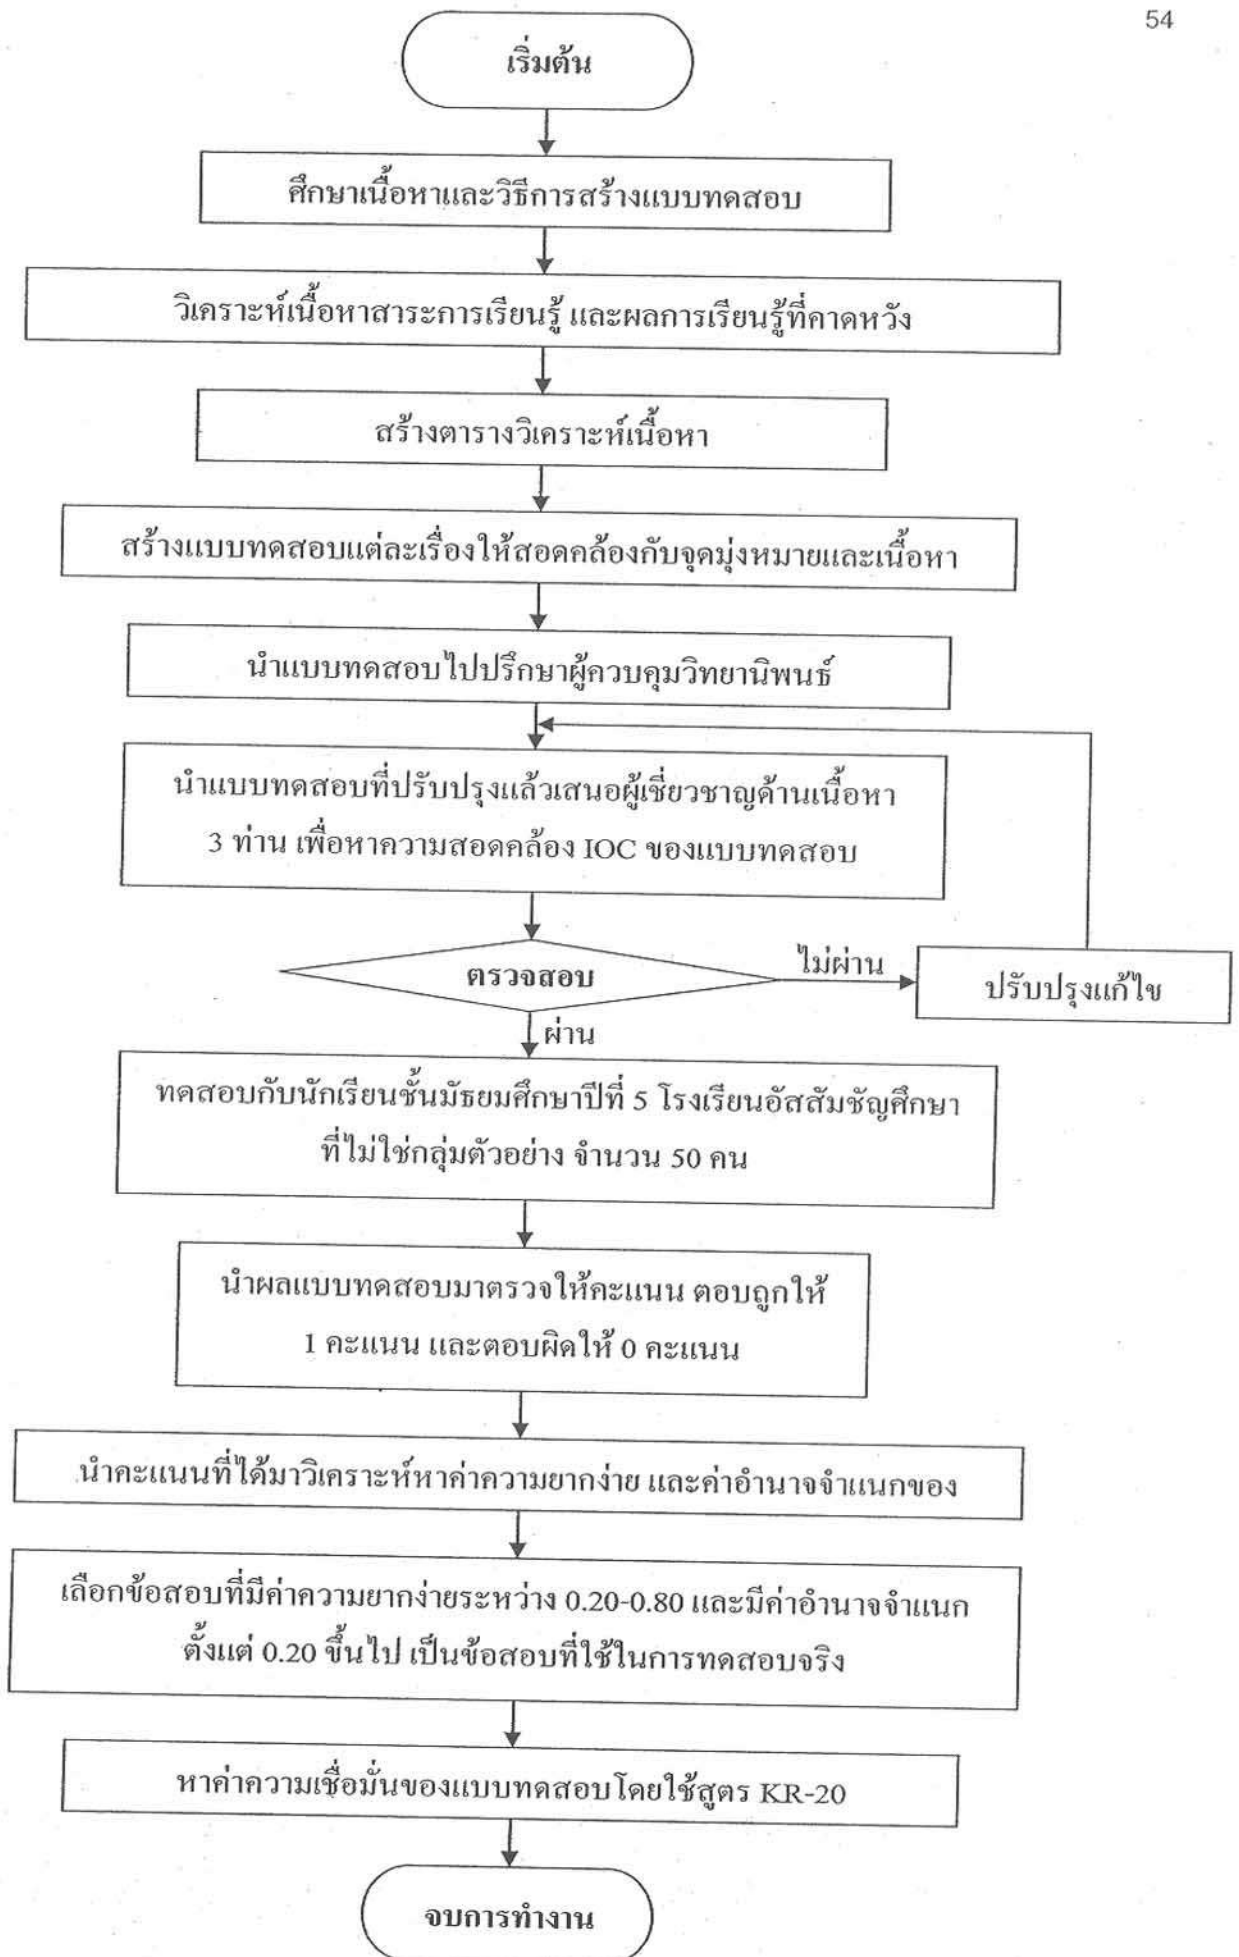 54
เริ่มต้น
ศึกษาเนื้อหาและวิธีการสร้างแบบทดสอบ
วิเคราะห์เนื้อหาสาระการเรียนรู้ และผลการเรียนรู้ที่คาดหวัง
สร้างตารางวิเคราะห์เนื้อหา
สร้างแบบทดสอบแต่ละเรื่องให้สอดคล้องกับจุดมุ่งหมายและเนื้อหา
นำแบบทดสอบไปปรึกษาผู้ควบคุมวิทยานิพนธ์
นำแบบทดสอบที่ปรับปรุงแล้วเสนอผู้เชี่ยวชาญด้านเนื้อหา
3 ท่าน เพื่อหาความสอดคล้อง IOC ของแบบทดสอบ
ตรวจสอบ
ไม่ผ่าน
ปรับปรุงแก้ไข
ผ่าน
ทดสอบกับนักเรียนชั้นมัธยมศึกษาปีที่ 5 โรงเรียนอัสสัมชัญศึกษา
ที่ไม่ใช่กลุ่มตัวอย่าง จำนวน 50 คน
นำผลแบบทดสอบมาตรวจให้คะแนน ตอบถูกให้
1 คะแนน และตอบผิดให้ 0 คะแนน
นำคะแนนที่ได้มาวิเคราะห์หาค่าความยากง่าย และค่าอำนาจจำแนกของ
เลือกข้อสอบที่มีค่าความยากง่ายระหว่าง 0.20-0.80 และมีค่าอำนาจจำแนก
ตั้งแต่ 0.20 ขึ้นไป เป็นข้อสอบที่ใช้ในการทดสอบจริง
หาค่าความเชื่อมั่นของแบบทดสอบโดยใช้สูตร KR-20
จบการทำงาน